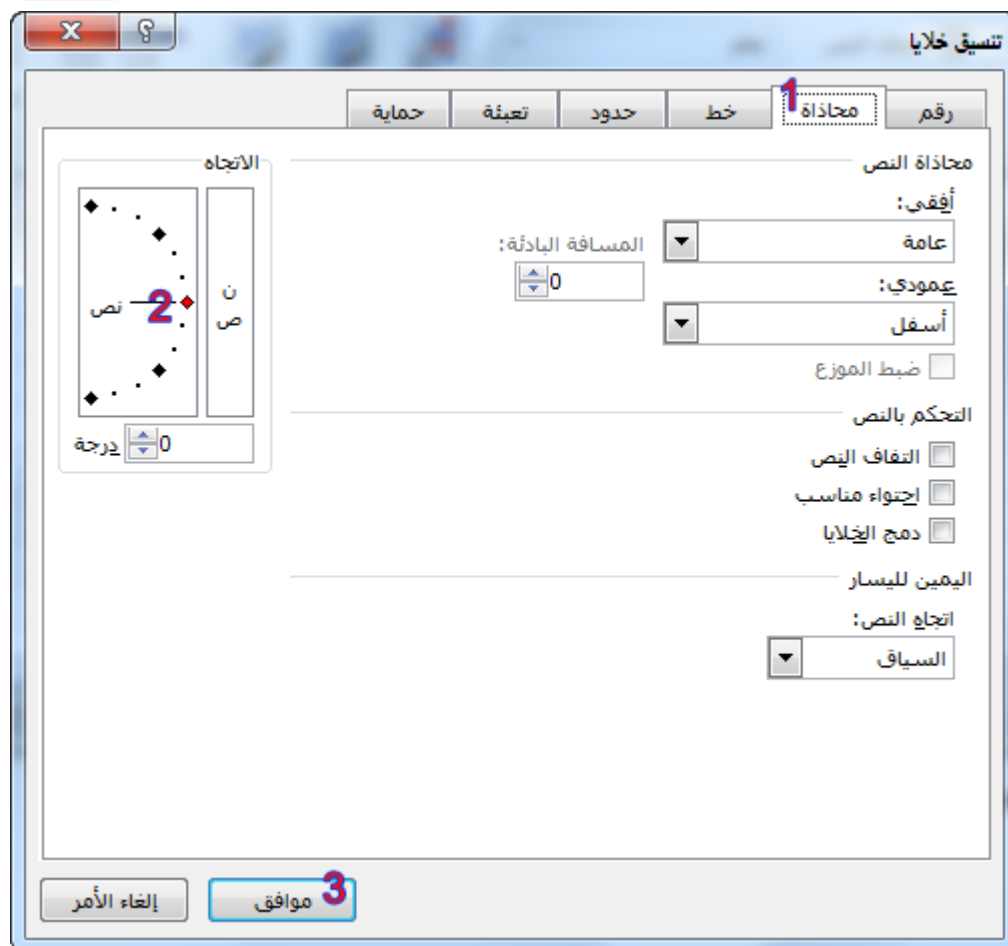 تنسيق خلايا
رقم
1 محاذاة
خط
حدود
تعبئة
حماية
محاذاة النص
أفقي:
عامة
المسافة البادئة:
0
عمودي:
أسفل
ضبط الموزع
التحكم بالنص
التفاف النص
احتواء مناسب
دمج الخلايا
اليمين لليسار
اتجاه النص:
السياق
الاتجاه
ن
ص
نص 2
0 درجة
موافق 3
إلغاء الأمر